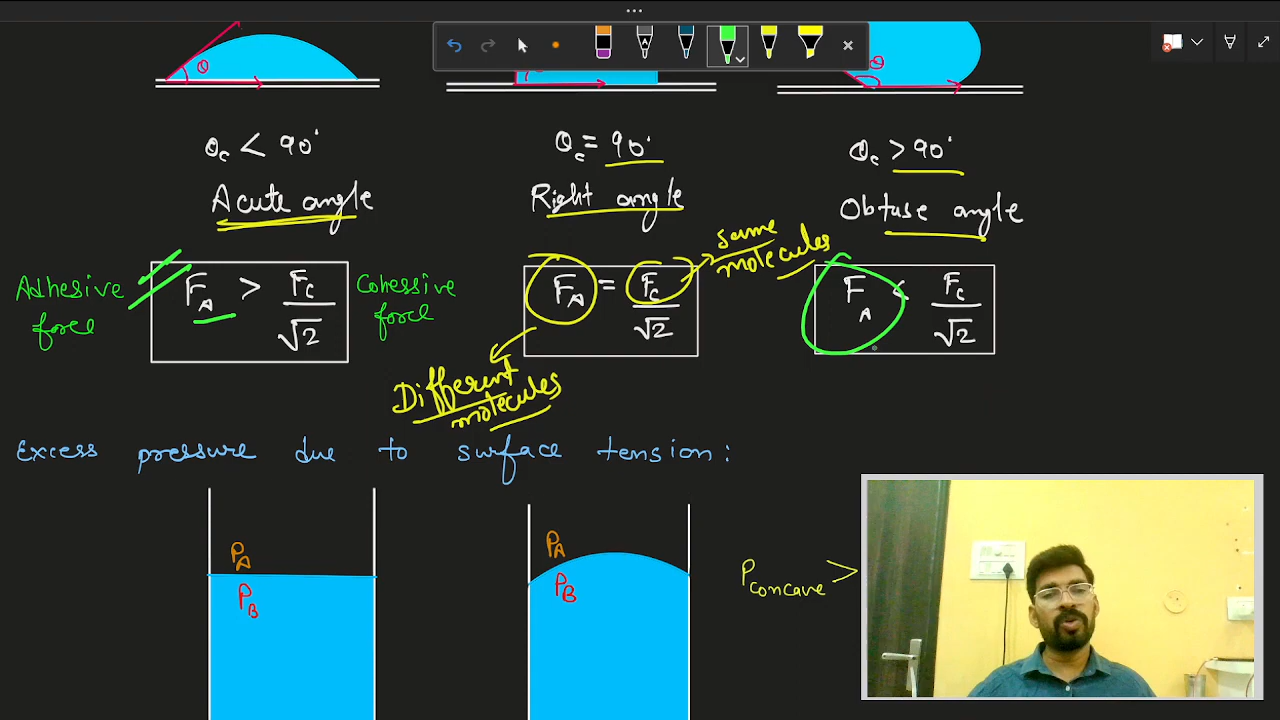 θ
θ
θ
θc < 90°
θc = 90°
θc > 90°
Acute angle
Right angle
Obtuse angle
same
molecules
Adhesive
force
FA > Fc/√2
Cohessive
force
FA = Fc/√2
FA < Fc/√2
Different
molecules
Excess pressure due to surface tension:
PA
PB
PA
PB
Pconcave >